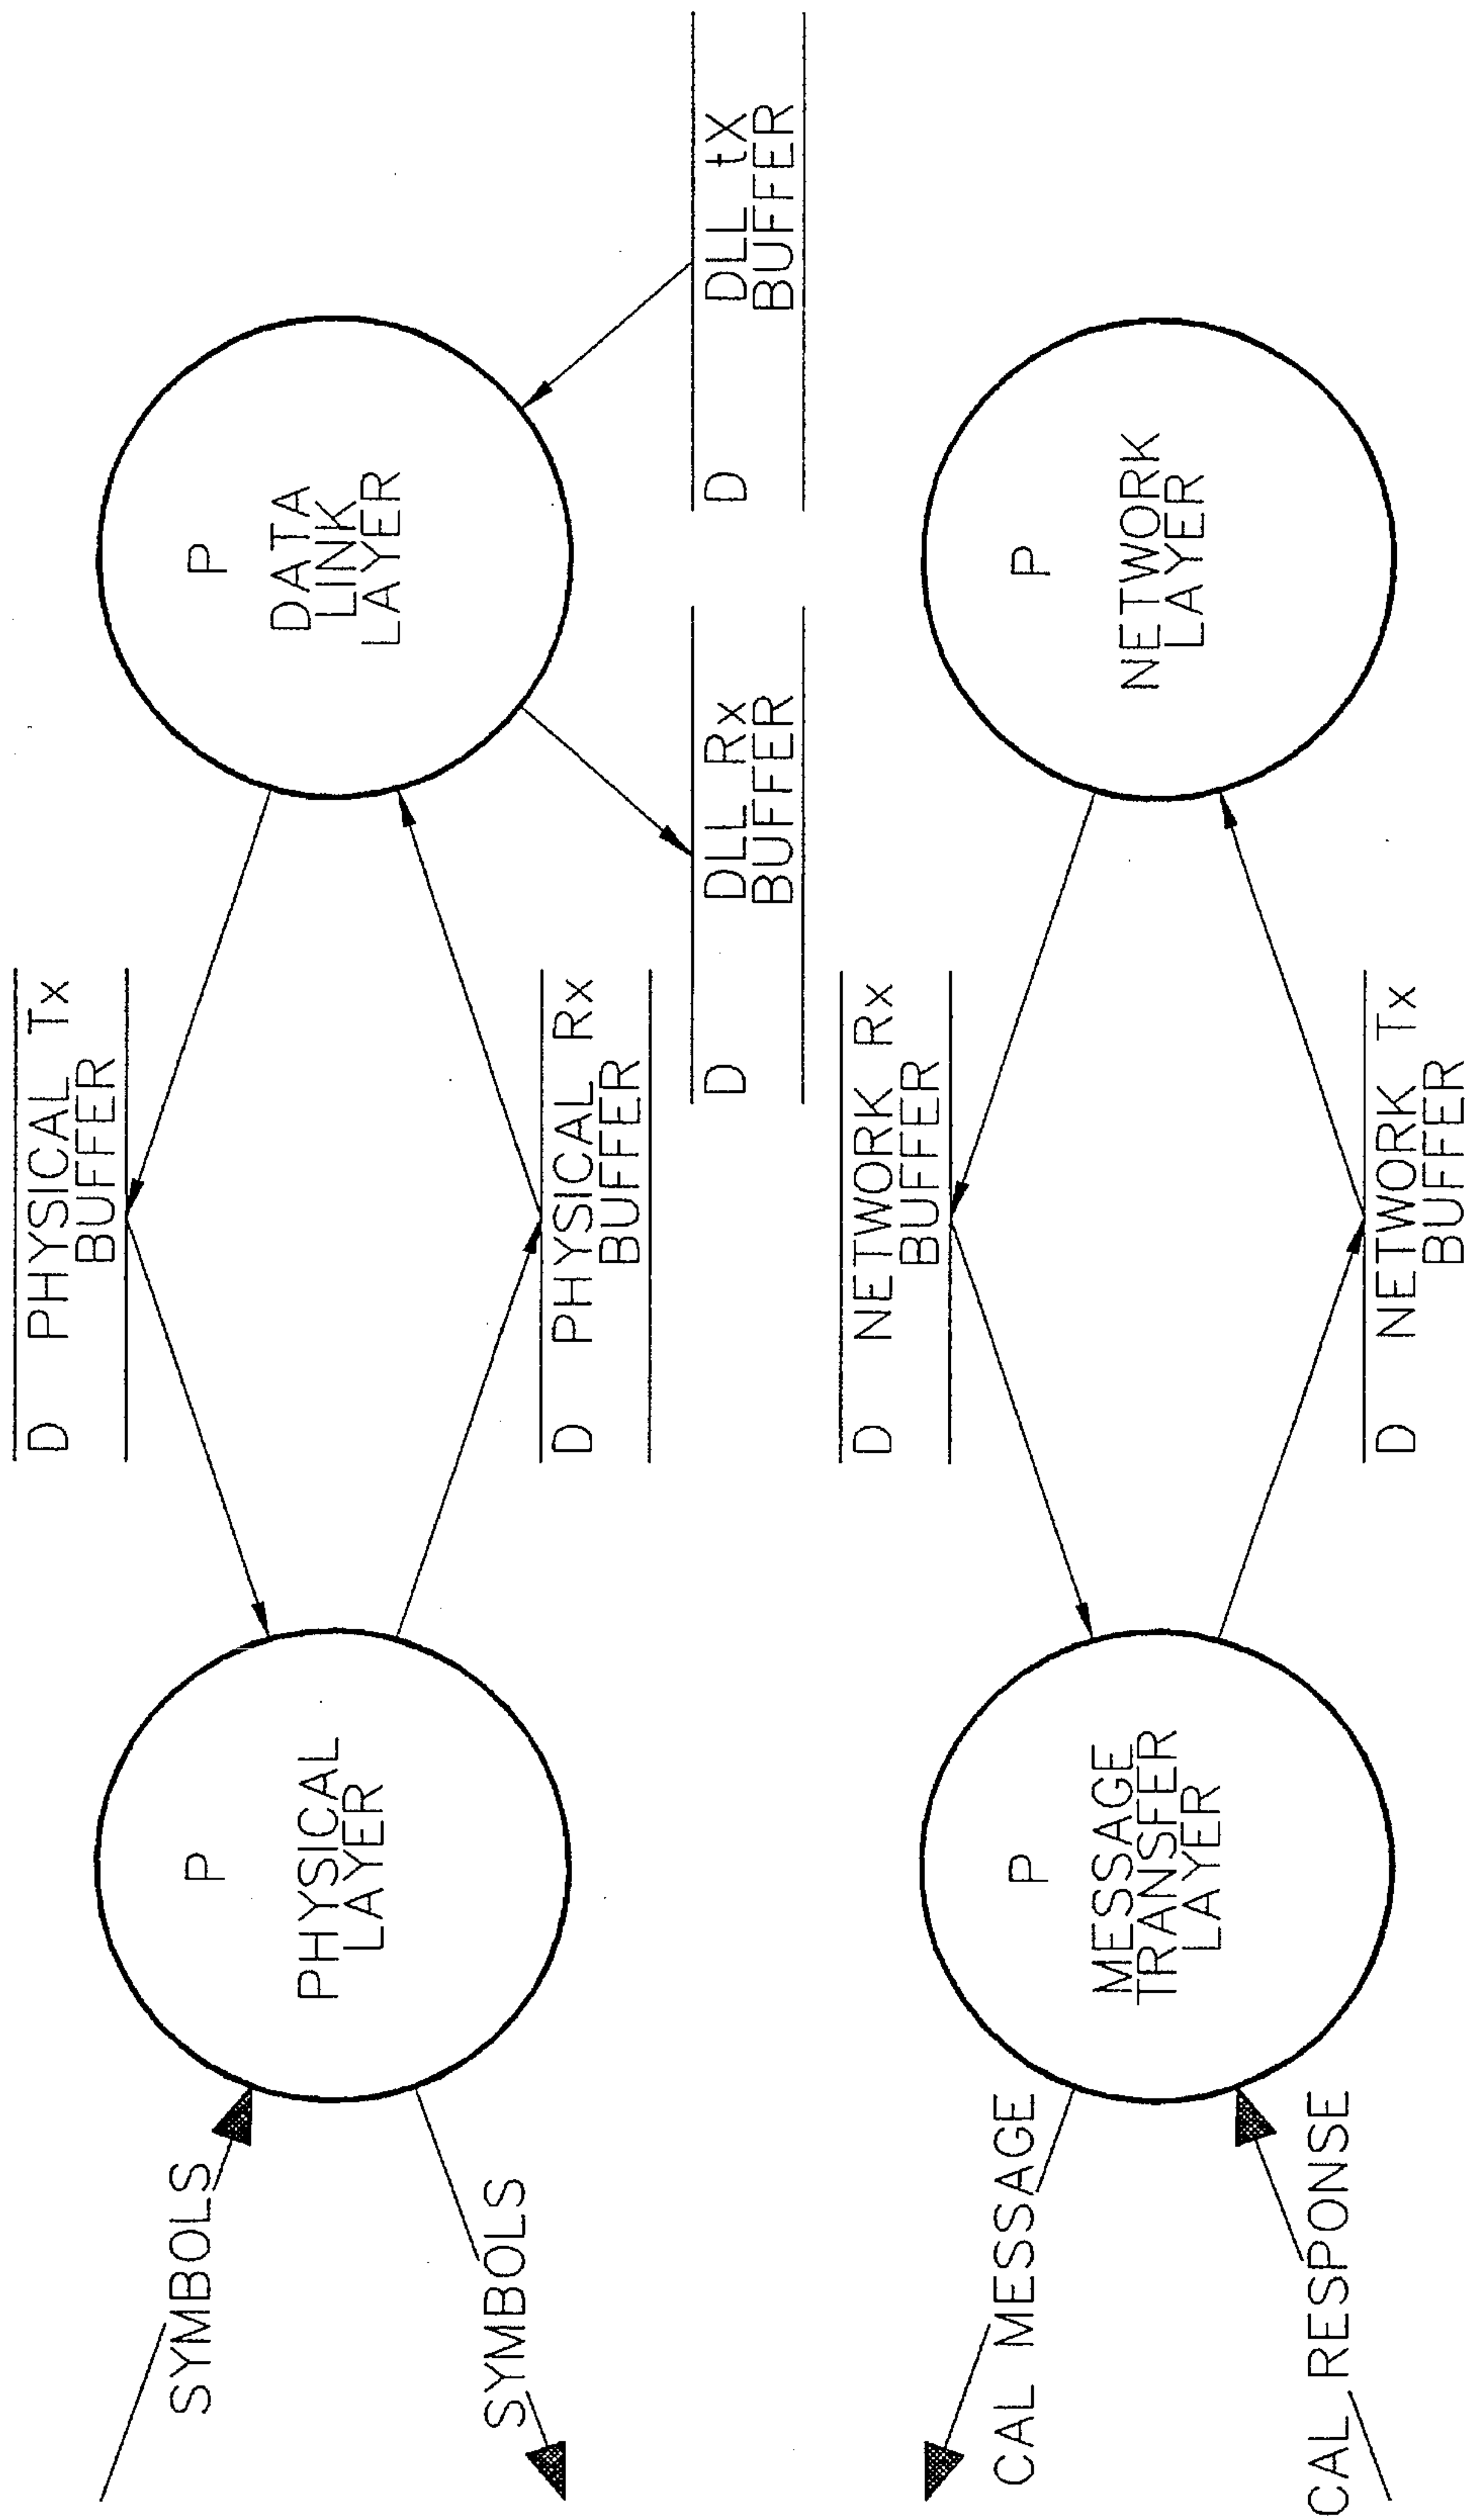 SYMBOLS
SYMBOLS
P
PHYSICAL
LAYER
D PHYSICAL Tx
BUFFER
D PHYSICAL Rx
BUFFER
P
DATA
LINK
LAYER
D DLL Rx
BUFFER
D DLL tX
BUFFER
CAL MESSAGE
CAL RESPONSE
P
MESSAGE
TRANSFER
LAYER
D NETWORK Rx
BUFFER
D NETWORK Tx
BUFFER
P
NETWORK
LAYER